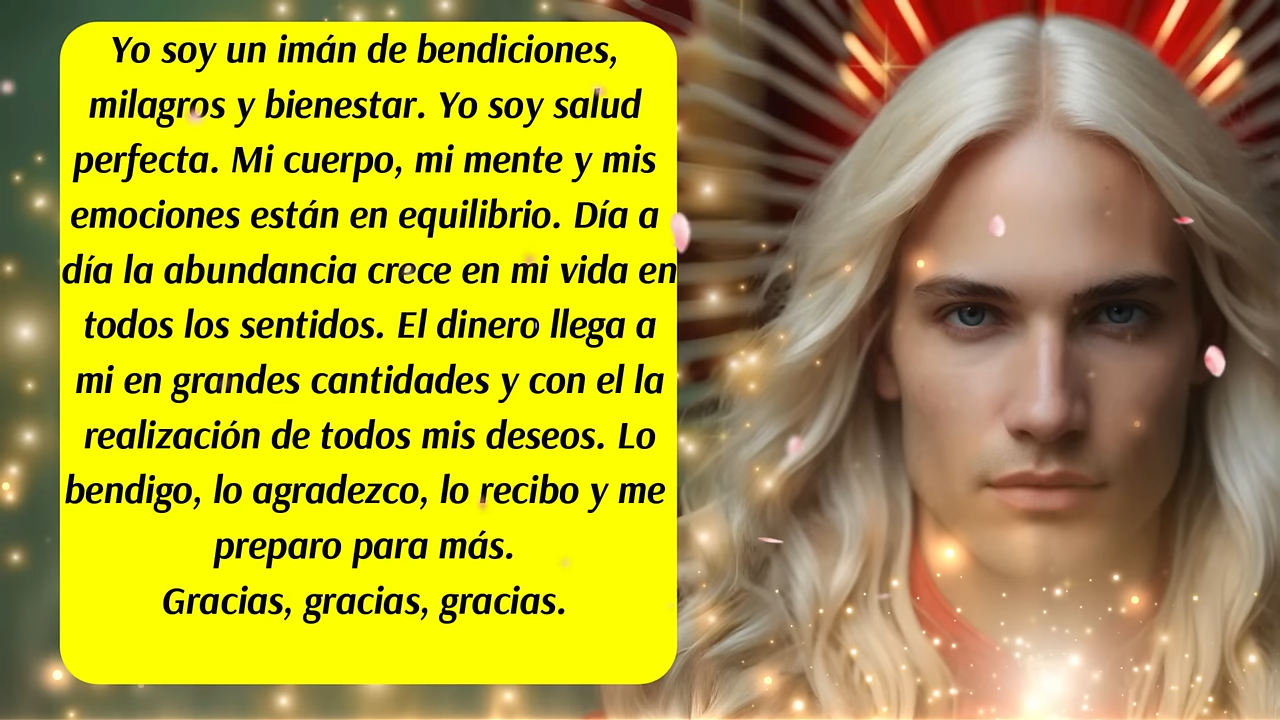 Yo soy un imán de bendiciones,
milagros y bienestar. Yo soy salud
perfecta. Mi cuerpo, mi mente y mis
emociones están en equilibrio. Día a
día la abundancia crece en mi vida en
todos los sentidos. El dinero llega a
mi en grandes cantidades y con el la
realización de todos mis deseos. Lo
bendigo, lo agradezco, lo recibo y me
preparo para más.
Gracias, gracias, gracias.